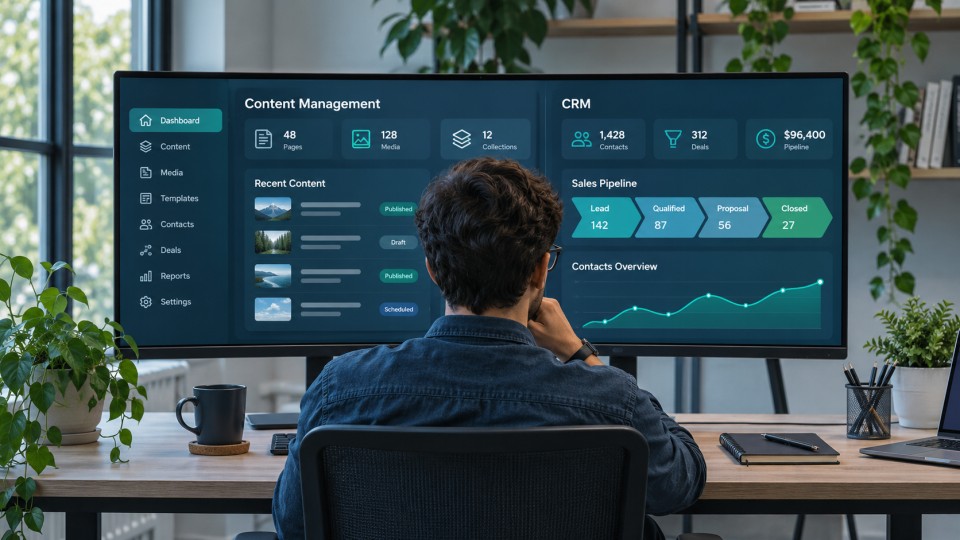 Dashboard
Content
Media
Templates
Contacts
Deals
Reports
Settings
Content Management
48
Pages
128
Media
12
Collections
Recent Content
Published
Draft
Published
Scheduled
CRM
1,428
Contacts
312
Deals
$96,400
Pipeline
Sales Pipeline
Lead
142
Qualified
87
Proposal
56
Closed
27
Contacts Overview